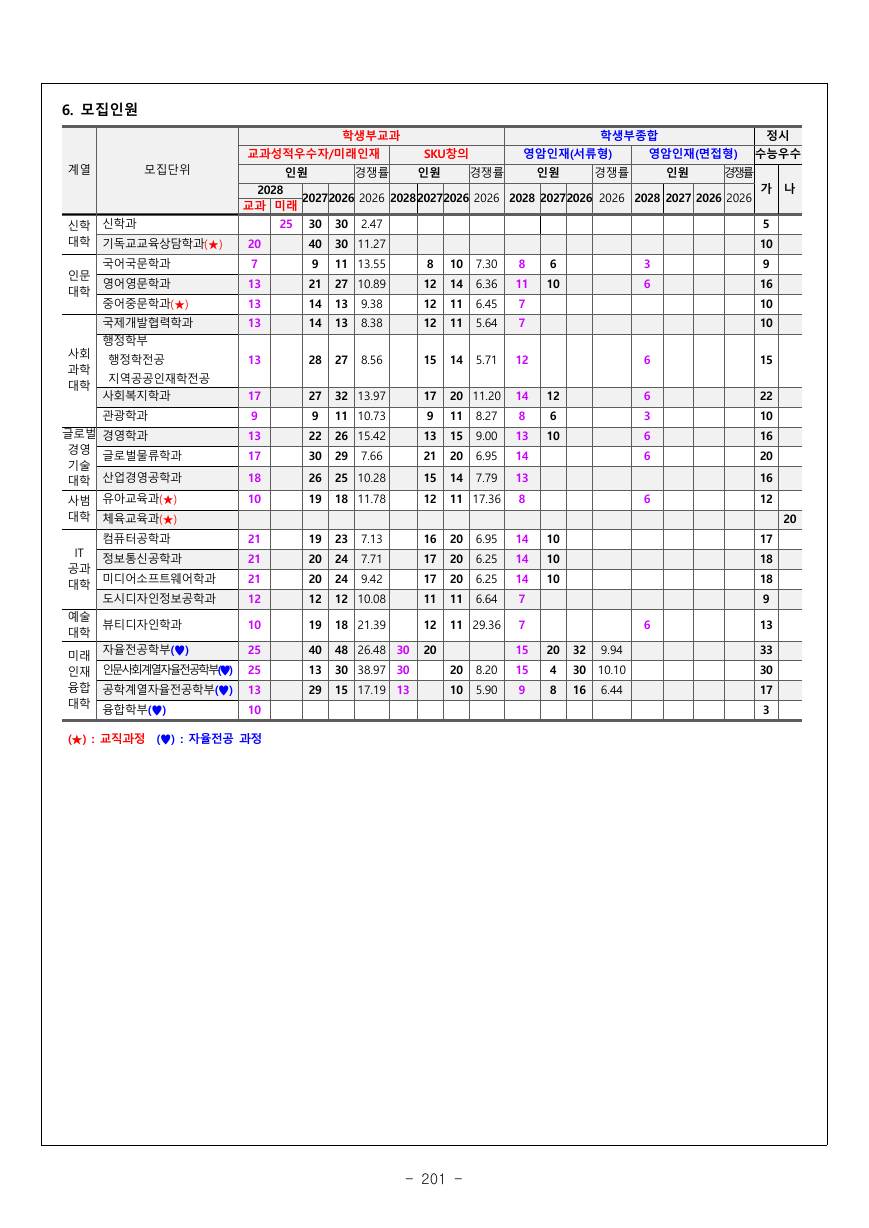 6. 모집인원
계열 모집단위 학생부교과 학생부종합 정시
교과성적우수자/미래인재 SKU창의 영암인재(서류형) 영암인재(면접형) 수능우수
인원 경쟁률 인원 경쟁률 인원 경쟁률 인원 경쟁률 가 나
2028 2027 2026 2026 2028 2027 2026 2026 2028 2027 2026 2026 2028 2027 2026 2026
교과 미래
신학대학 신학과 25 30 30 2.47 5
기독교교육상담학과(★) 20 40 30 11.27 10
인문대학 국어국문학과 7 9 11 13.55 8 10 7.30 8 6 3 9
영어영문학과 13 21 27 10.89 12 14 6.36 11 10 6 16
중어중문학과(★) 13 14 13 9.38 12 11 6.45 7 10
사회과학대학 국제개발협력학과 13 14 13 8.38 12 11 5.64 7 10
행정학부
행정학전공 13 28 27 8.56 15 14 5.71 12 6 15
지역공공인재학전공
사회복지학과 17 27 32 13.97 17 20 11.20 14 12 6 22
관광학과 9 9 11 10.73 9 11 8.27 8 6 3 10
글로벌경영기술대학 경영학과 13 22 26 15.42 13 15 9.00 13 10 6 16
글로벌물류학과 17 30 29 7.66 21 20 6.95 14 6 20
산업경영공학과 18 26 25 10.28 15 14 7.79 13 16
사범대학 유아교육과(★) 10 19 18 11.78 12 11 17.36 8 6 12
체육교육과(★) 20
IT공과대학 컴퓨터공학과 21 19 23 7.13 16 20 6.95 14 10 17
정보통신공학과 21 20 24 7.71 17 20 6.25 14 10 18
미디어소프트웨어학과 21 20 24 9.42 17 20 6.25 14 10 18
도시디자인정보공학과 12 12 12 10.08 11 11 6.64 7 9
예술대학 뷰티디자인학과 10 19 18 21.39 12 11 29.36 7 6 13
미래인재융합대학 자율전공학부(♥) 25 40 48 26.48 30 20 15 20 32 9.94 33
인문사회계열자율전공학부(♥) 25 13 30 38.97 30 20 8.20 15 4 30 10.10 30
공학계열자율전공학부(♥) 13 29 15 17.19 13 10 5.90 9 8 16 6.44 17
융합학부(♥) 10 3
(★) : 교직과정 (♥) : 자율전공 과정
- 201 -